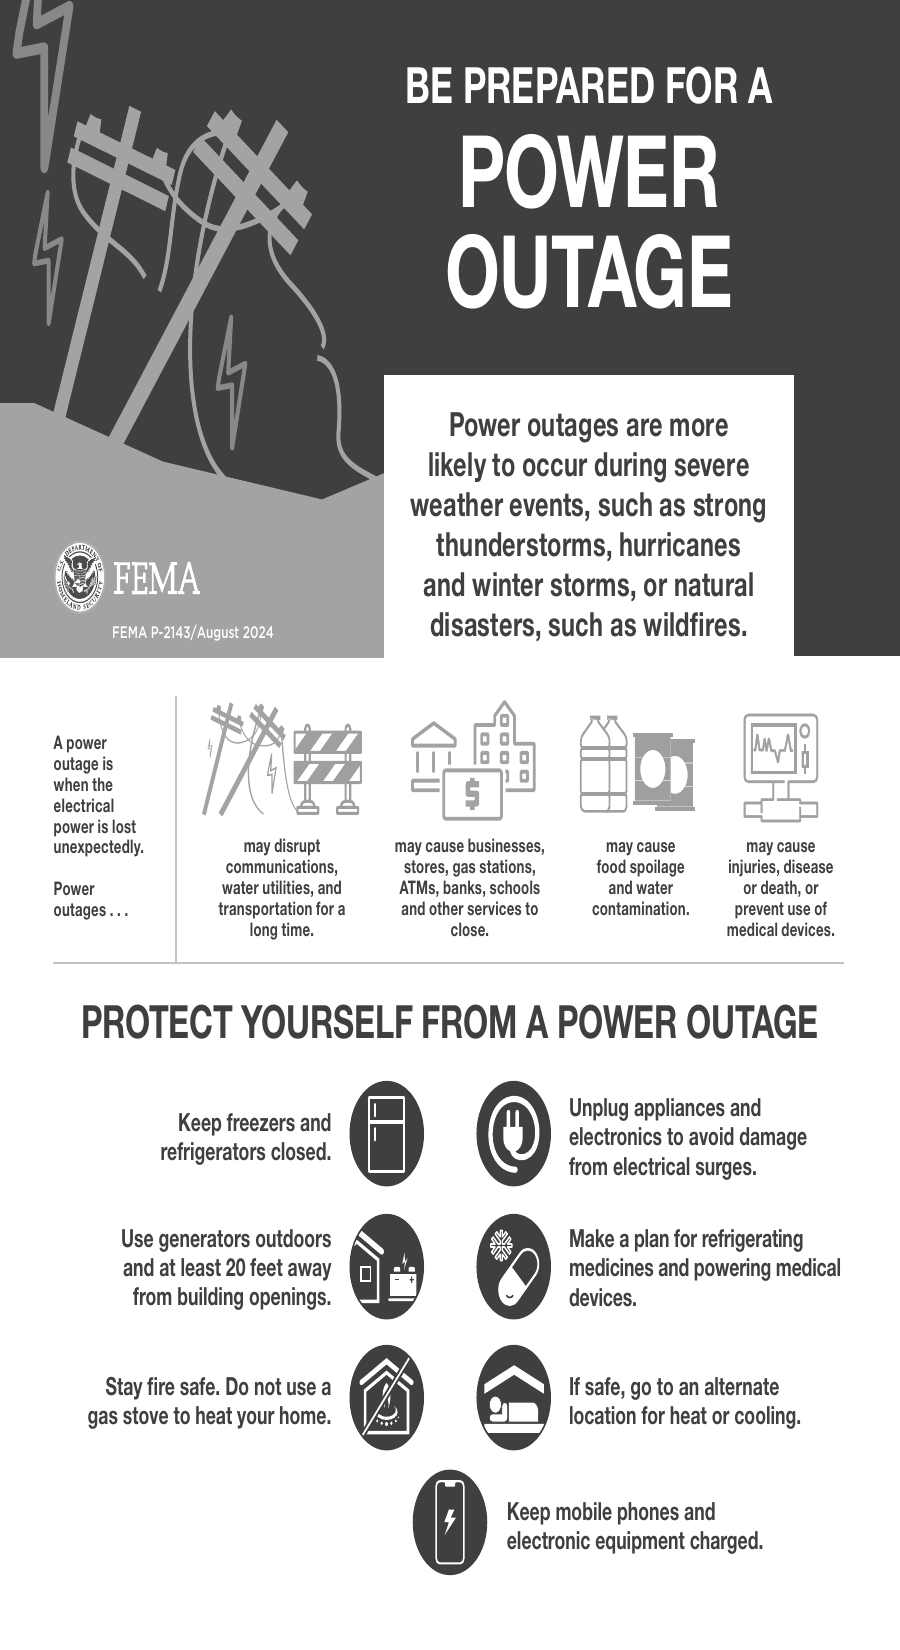 BE PREPARED FOR A
POWER
OUTAGE
Power outages are more
likely to occur during severe
weather events, such as strong
thunderstorms, hurricanes
and winter storms, or natural
disasters, such as wildfires.
U.S. DEPARTMENT OF
HOMELAND SECURITY
FEMA
FEMA P-2143/August 2024
A power
outage is
when the
electrical
power is lost
unexpectedly.
Power
outages . . .
may disrupt
communications,
water utilities, and
transportation for a
long time.
$
may cause businesses,
stores, gas stations,
ATMs, banks, schools
and other services to
close.
may cause
food spoilage
and water
contamination.
may cause
injuries, disease
or death, or
prevent use of
medical devices.
PROTECT YOURSELF FROM A POWER OUTAGE
Keep freezers and
refrigerators closed.
Unplug appliances and
electronics to avoid damage
from electrical surges.
Use generators outdoors
and at least 20 feet away
from building openings.
Make a plan for refrigerating
medicines and powering medical
devices.
Stay fire safe. Do not use a
gas stove to heat your home.
If safe, go to an alternate
location for heat or cooling.
Keep mobile phones and
electronic equipment charged.